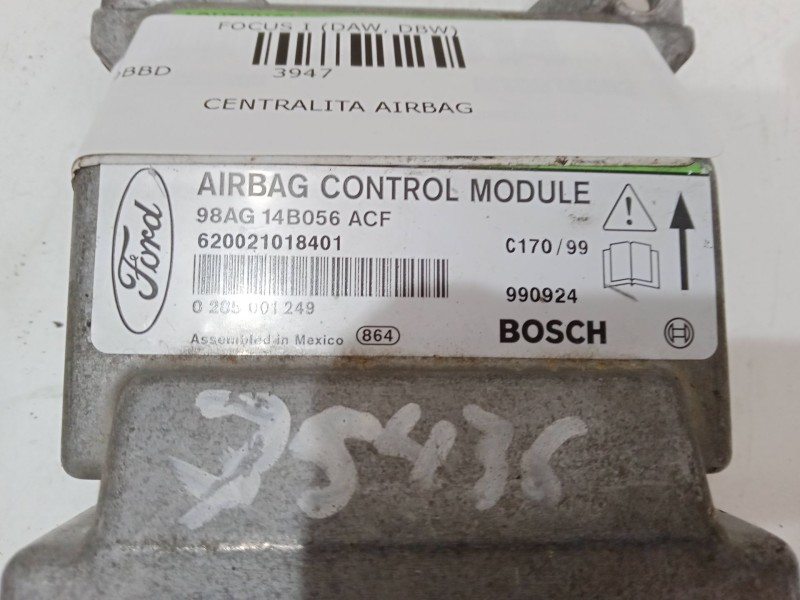 FOCUS I (DAW, DBW)
3947
CENTRALITA AIRBAG
Ford
AIRBAG CONTROL MODULE
98AG 14B056 ACF
620021018401
C170/99
0 285 001 249
990924
Assembled in Mexico 864
BOSCH